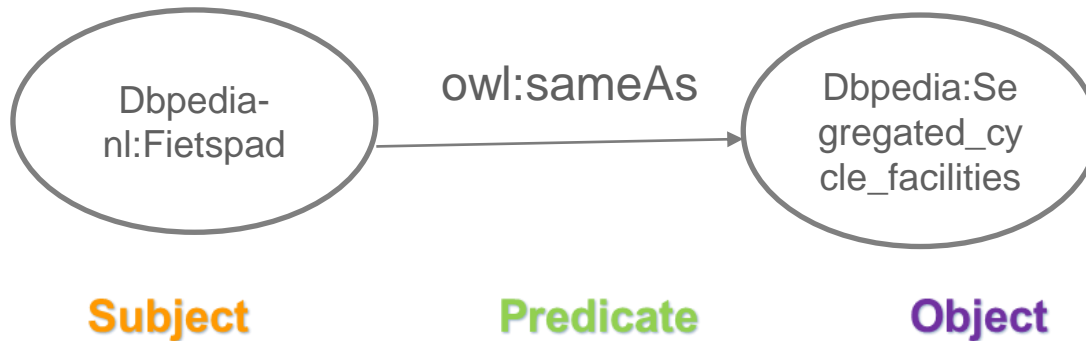 Dbpedia-
nl:Fietspad
owl:sameAs
Dbpedia:Se
gregated_cy
cle_facilities
Subject
Predicate
Object